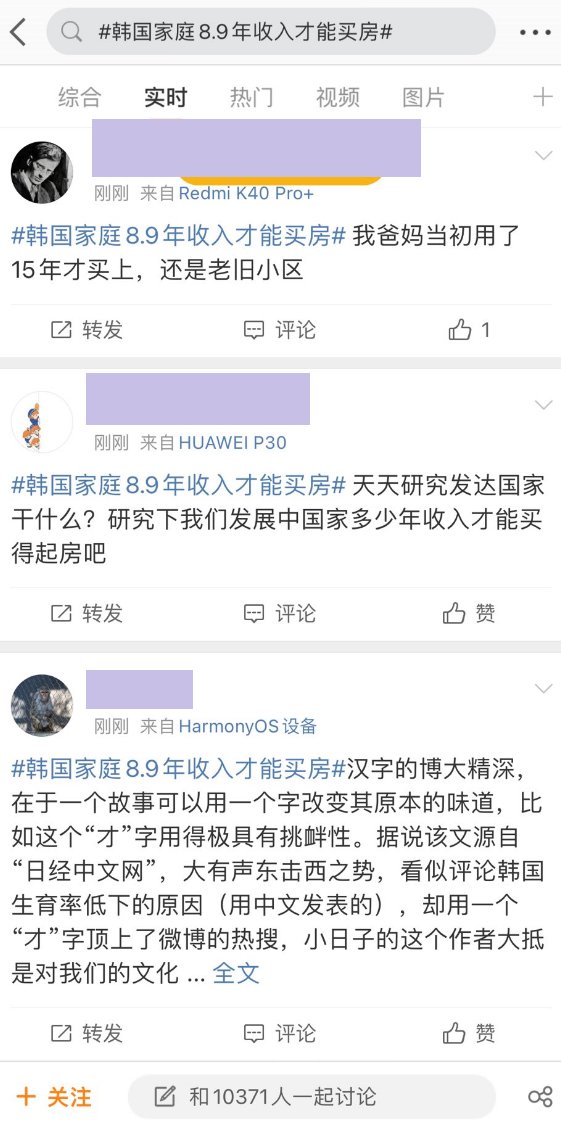 #韩国家庭8.9年收入才能买房#
综合 实时 热门 视频 图片
刚刚 来自 Redmi K40 Pro+
#韩国家庭8.9年收入才能买房# 我爸妈当初用了
15年才买上，还是老旧小区
转发 评论 1
刚刚 来自 HUAWEI P30
#韩国家庭8.9年收入才能买房# 天天研究发达国家
干什么？研究下我们发展中国家多少年收入才能买
得起房吧
转发 评论 赞
刚刚 来自 HarmonyOS设备
#韩国家庭8.9年收入才能买房#汉字的博大精深，
在于一个故事可以用一个字改变其原本的味道，比
如这个“才”字用得极具有挑衅性。据说该文源自
“日经中文网”，大有声东击西之势，看似评论韩国
生育率低下的原因（用中文发表的），却用一个
“才”字顶上了微博的热搜，小日子的这个作者大抵
是对我们的文化 ... 全文
转发 评论 赞
+ 关注 和10371人一起讨论